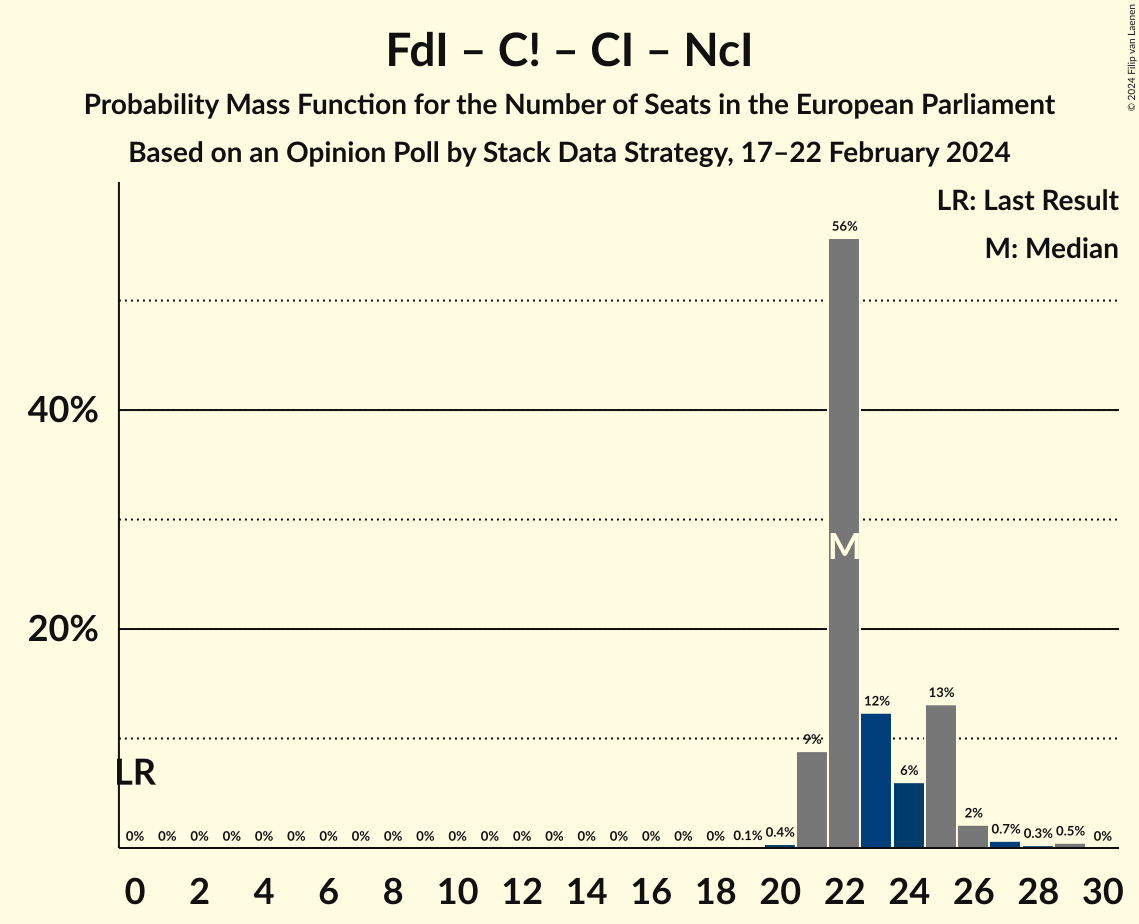 FdI – C! – CI – NcI
Probability Mass Function for the Number of Seats in the European Parliament
Based on an Opinion Poll by Stack Data Strategy, 17–22 February 2024
© 2024 Filip van Laenen
LR: Last Result
M: Median
40%
20%
LR
M
0% 0% 0% 0% 0% 0% 0% 0% 0% 0% 0% 0% 0% 0% 0% 0% 0% 0% 0% 0.1% 0.4% 9% 56% 12% 6% 13% 2% 0.7% 0.3% 0.5% 0%
0 2 4 6 8 10 12 14 16 18 20 22 24 26 28 30